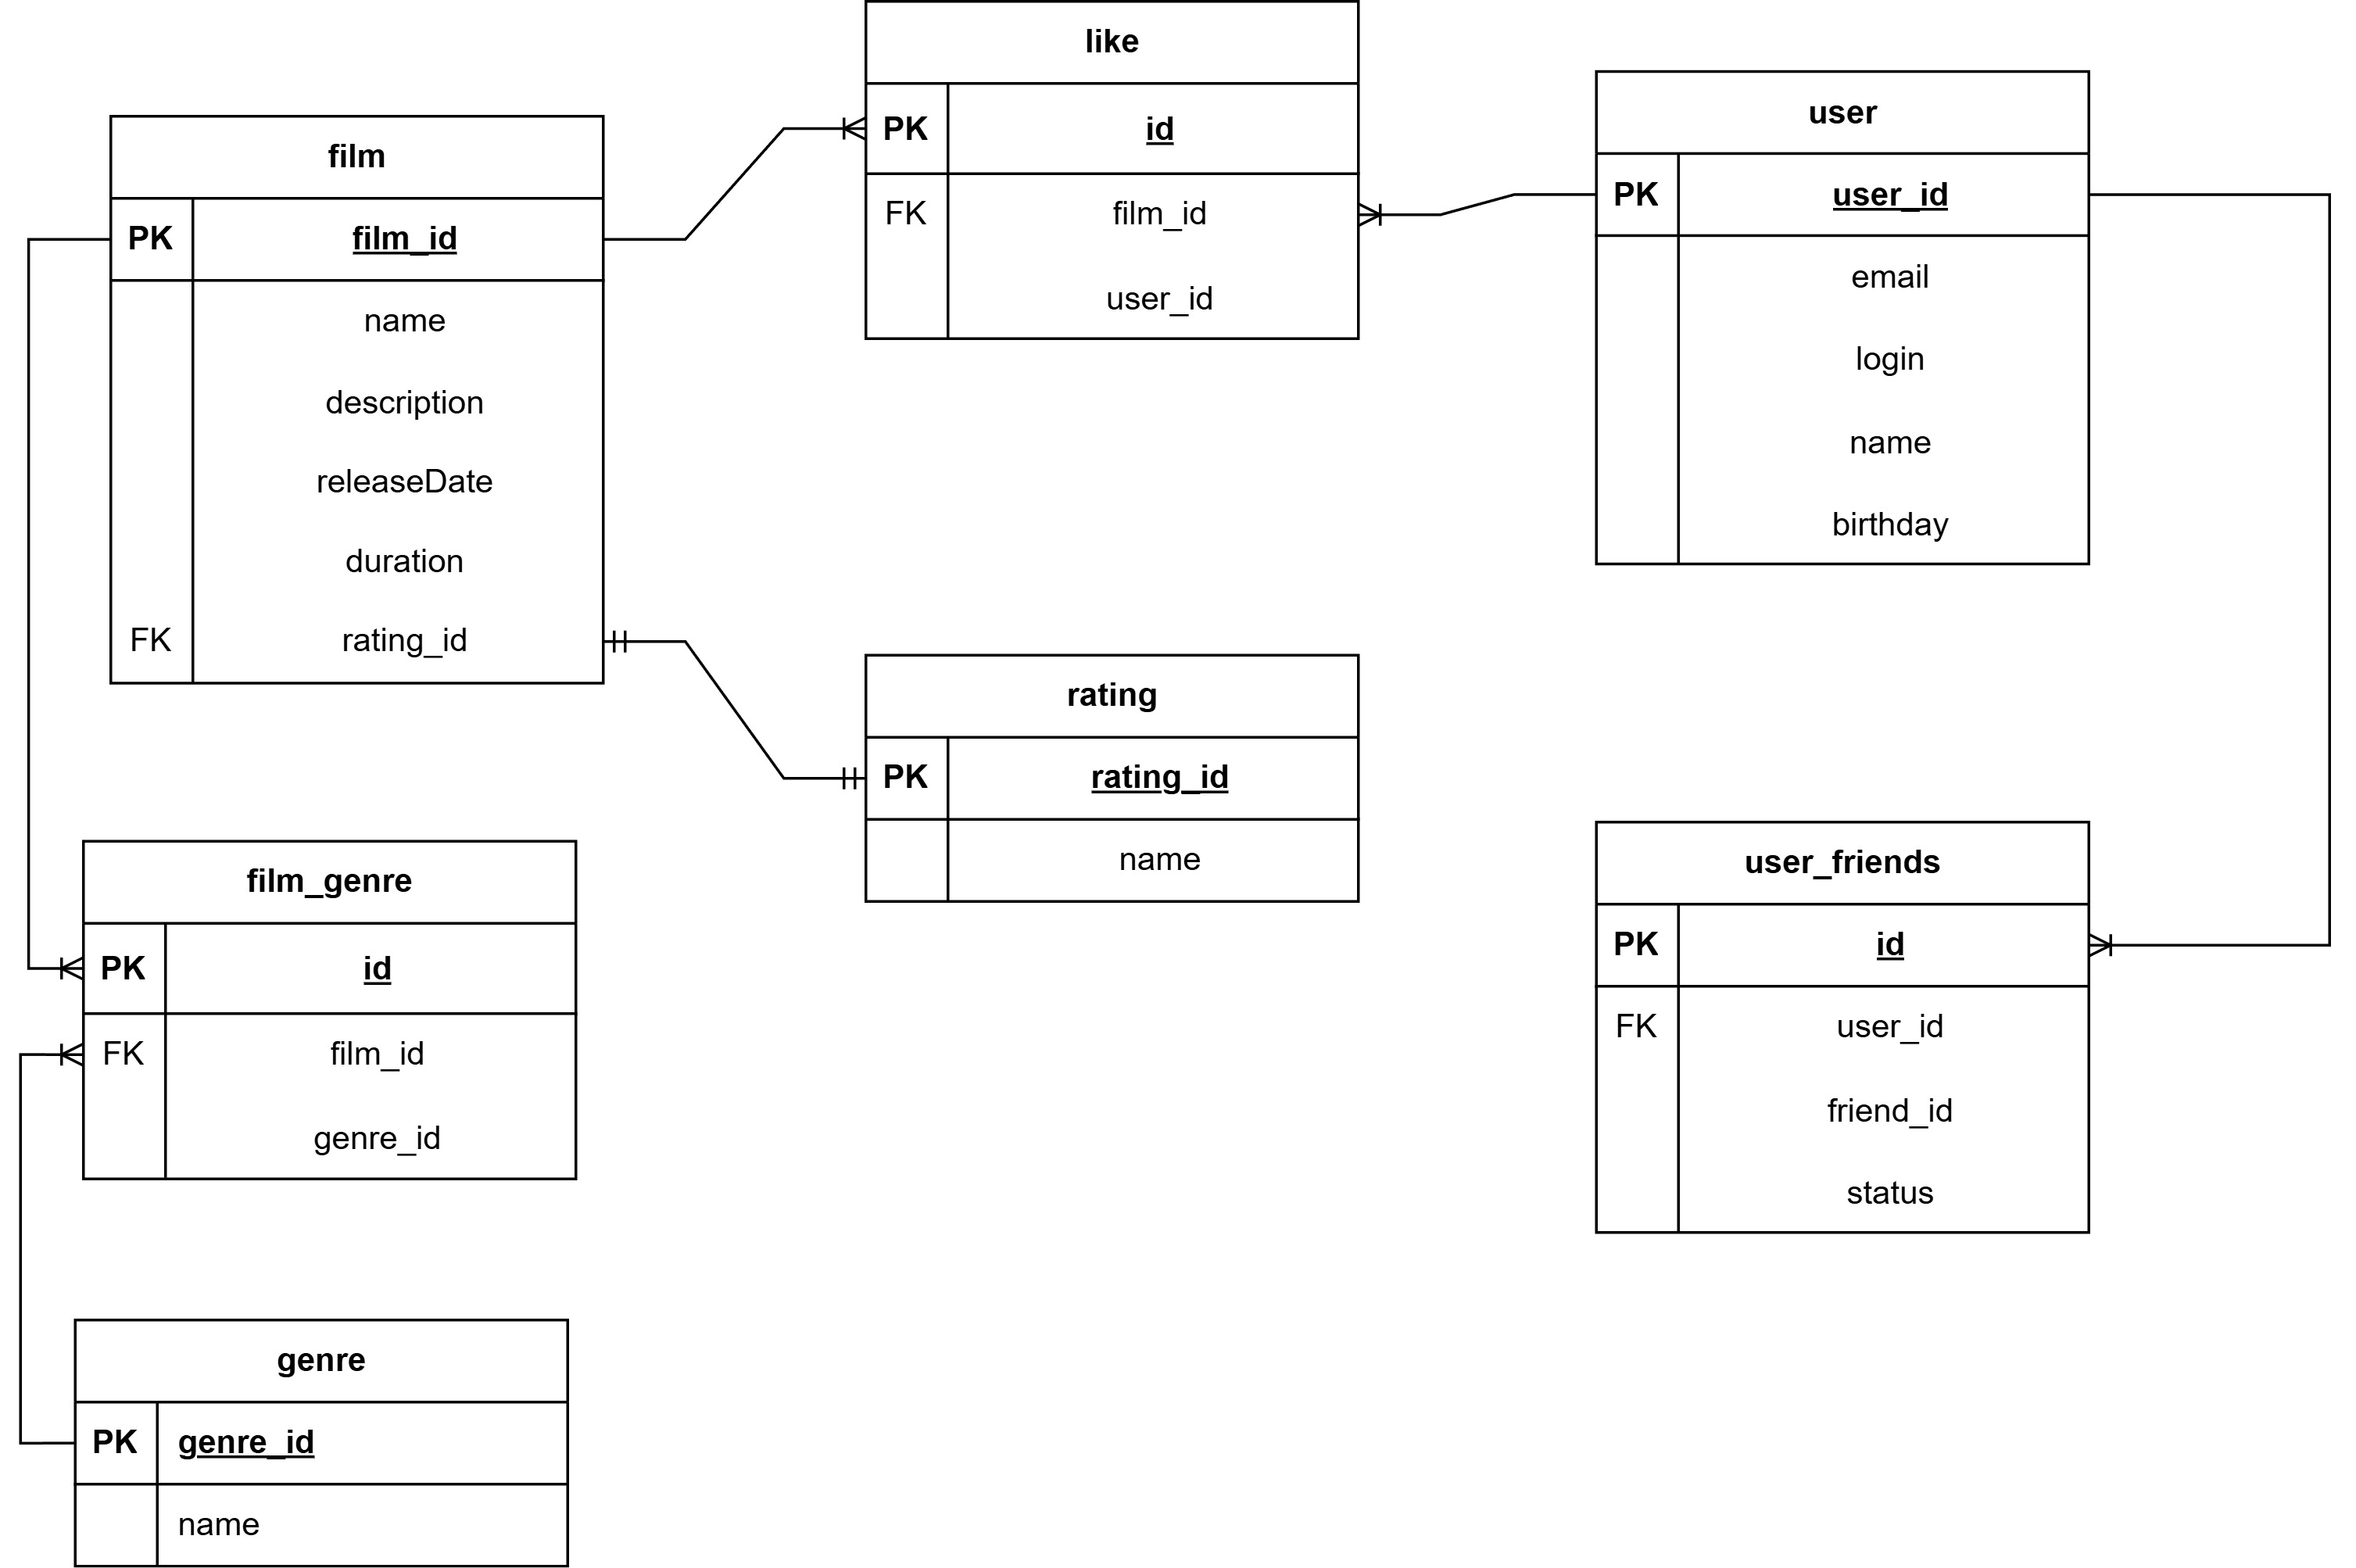 like
PK id
FK film_id
user_id
user
PK user_id
email
login
name
birthday
film
PK film_id
name
description
releaseDate
duration
FK rating_id
rating
PK rating_id
name
user_friends
PK id
FK user_id
friend_id
status
film_genre
PK id
FK film_id
genre_id
genre
PK genre_id
name